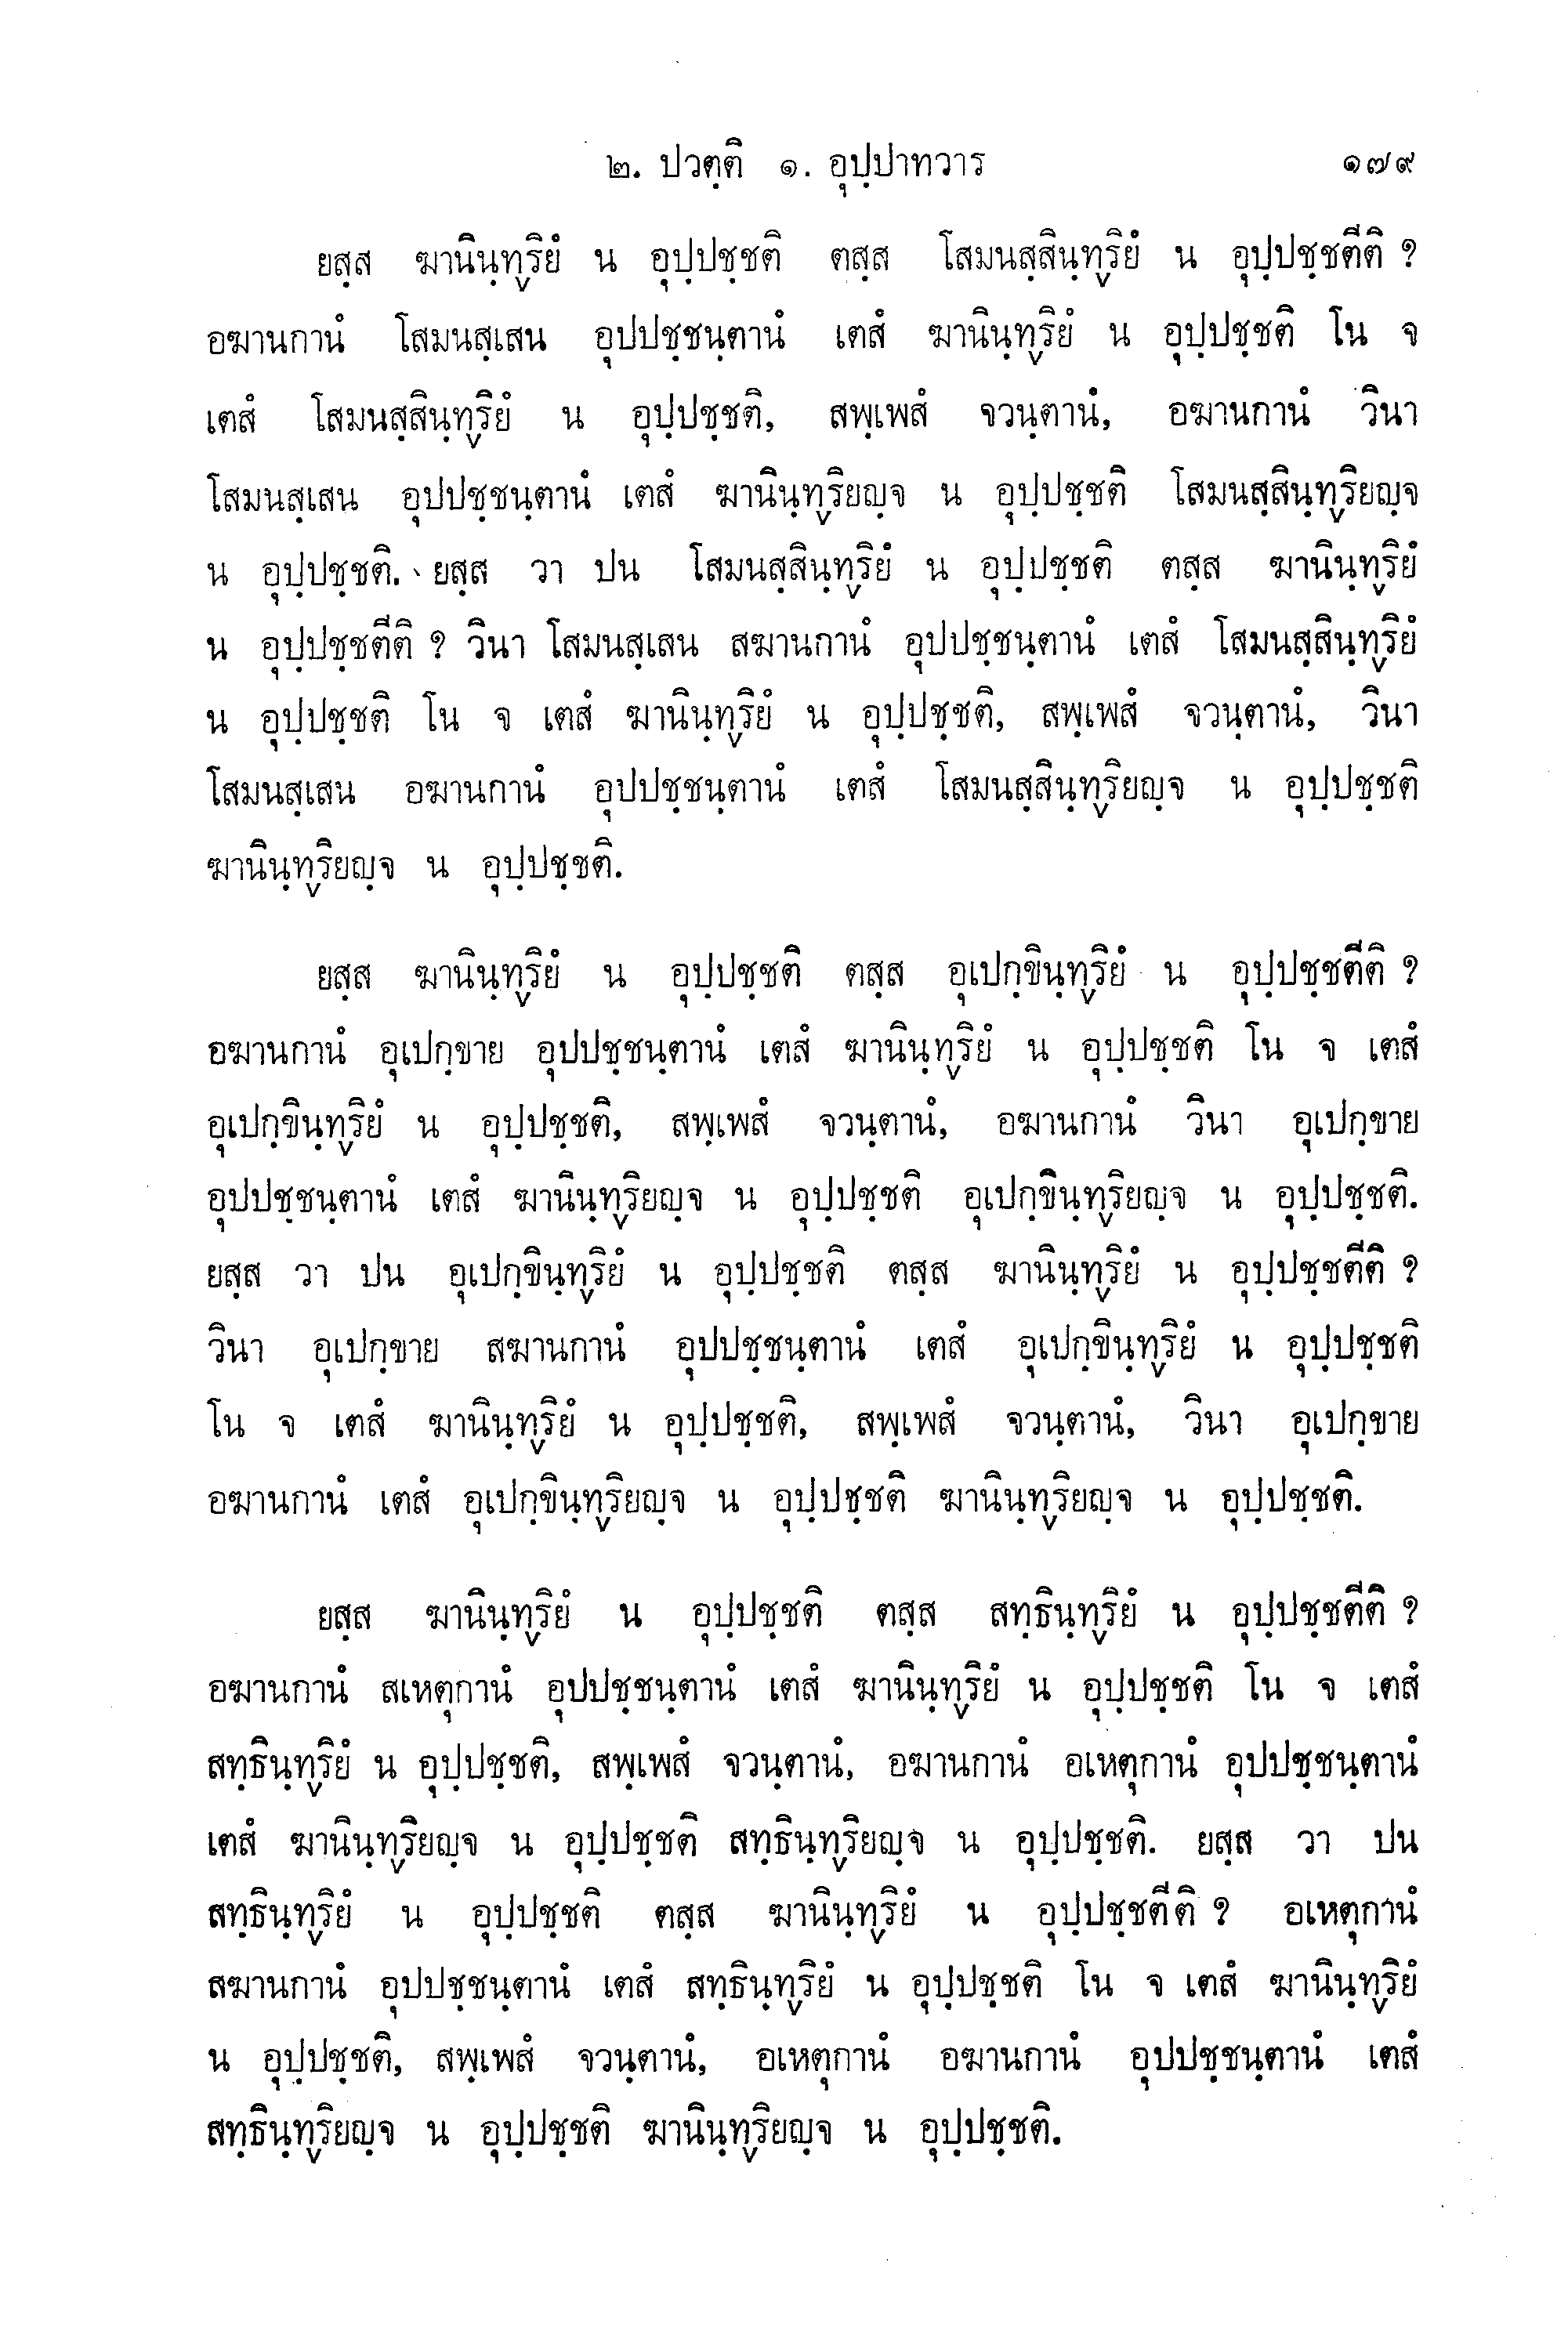 ๒. ปวตฺติ ๑. อุปฺปาทวาร ๑๗๙
ยสฺส ฆานินฺทฺริยํ น อุปฺปชฺชติ ตสฺส โสมนสฺสินฺทฺริยํ น อุปฺปชฺชตีติ ?
อฆานกานํ โสมนสฺเสน อุปปชฺชนฺตานํ เตสํ ฆานินฺทฺริยํ น อุปฺปชฺชติ โน จ
เตสํ โสมนสฺสินฺทฺริยํ น อุปฺปชฺชติ, สพฺเพสํ จวนฺตานํ, อฆานกานํ วินา
โสมนสฺเสน อุปปชฺชนฺตานํ เตสํ ฆานินฺทฺริยญฺจ น อุปฺปชฺชติ โสมนสฺสินฺทฺริยญฺจ
น อุปฺปชฺชติ. ยสฺส วา ปน โสมนสฺสินฺทฺริยํ น อุปฺปชฺชติ ตสฺส ฆานินฺทฺริยํ
น อุปฺปชฺชตีติ ? วินา โสมนสฺเสน สฆานกานํ อุปปชฺชนฺตานํ เตสํ โสมนสฺสินฺทฺริยํ
น อุปฺปชฺชติ โน จ เตสํ ฆานินฺทฺริยํ น อุปฺปชฺชติ, สพฺเพสํ จวนฺตานํ, วินา
โสมนสฺเสน อฆานกานํ อุปปชฺชนฺตานํ เตสํ โสมนสฺสินฺทฺริยญฺจ น อุปฺปชฺชติ
ฆานินฺทฺริยญฺจ น อุปฺปชฺชติ.
ยสฺส ฆานินฺทฺริยํ น อุปฺปชฺชติ ตสฺส อุเปกฺขินฺทฺริยํ น อุปฺปชฺชตีติ ?
อฆานกานํ อุเปกฺขาย อุปปชฺชนฺตานํ เตสํ ฆานินฺทฺริยํ น อุปฺปชฺชติ โน จ เตสํ
อุเปกฺขินฺทฺริยํ น อุปฺปชฺชติ, สพฺเพสํ จวนฺตานํ, อฆานกานํ วินา อุเปกฺขาย
อุปปชฺชนฺตานํ เตสํ ฆานินฺทฺริยญฺจ น อุปฺปชฺชติ อุเปกฺขินฺทฺริยญฺจ น อุปฺปชฺชติ.
ยสฺส วา ปน อุเปกฺขินฺทฺริยํ น อุปฺปชฺชติ ตสฺส ฆานินฺทฺริยํ น อุปฺปชฺชตีติ ?
วินา อุเปกฺขาย สฆานกานํ อุปปชฺชนฺตานํ เตสํ อุเปกฺขินฺทฺริยํ น อุปฺปชฺชติ
โน จ เตสํ ฆานินฺทฺริยํ น อุปฺปชฺชติ, สพฺเพสํ จวนฺตานํ, วินา อุเปกฺขาย
อฆานกานํ เตสํ อุเปกฺขินฺทฺริยญฺจ น อุปฺปชฺชติ ฆานินฺทฺริยญฺจ น อุปฺปชฺชติ.
ยสฺส ฆานินฺทฺริยํ น อุปฺปชฺชติ ตสฺส สทฺธินฺทฺริยํ น อุปฺปชฺชตีติ ?
อฆานกานํ สเหตุกานํ อุปปชฺชนฺตานํ เตสํ ฆานินฺทฺริยํ น อุปฺปชฺชติ โน จ เตสํ
สทฺธินฺทฺริยํ น อุปฺปชฺชติ, สพฺเพสํ จวนฺตานํ, อฆานกานํ อเหตุกานํ อุปปชฺชนฺตานํ
เตสํ ฆานินฺทฺริยญฺจ น อุปฺปชฺชติ สทฺธินฺทฺริยญฺจ น อุปฺปชฺชติ. ยสฺส วา ปน
สทฺธินฺทฺริยํ น อุปฺปชฺชติ ตสฺส ฆานินฺทฺริยํ น อุปฺปชฺชตีติ ? อเหตุกานํ
สฆานกานํ อุปปชฺชนฺตานํ เตสํ สทฺธินฺทฺริยํ น อุปฺปชฺชติ โน จ เตสํ ฆานินฺทฺริยํ
น อุปฺปชฺชติ, สพฺเพสํ จวนฺตานํ, อเหตุกานํ อฆานกานํ อุปปชฺชนฺตานํ เตสํ
สทฺธินฺทฺริยญฺจ น อุปฺปชฺชติ ฆานินฺทฺริยญฺจ น อุปฺปชฺชติ.